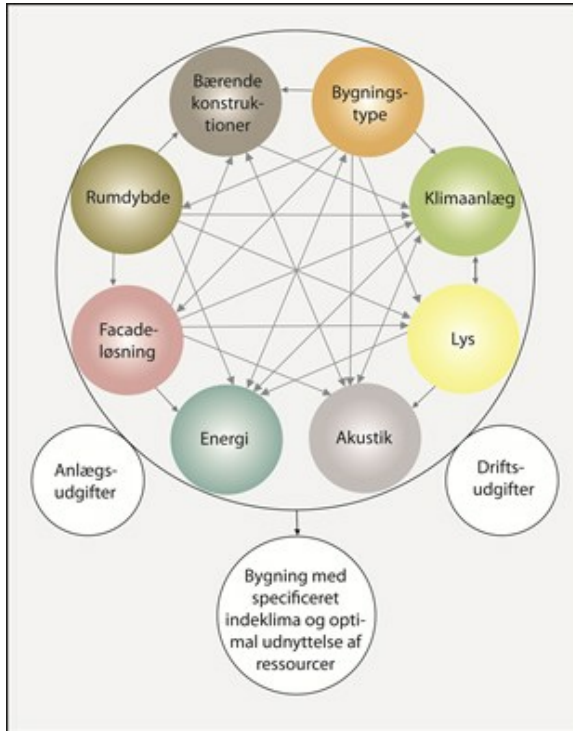 Bærende
konstruk-
tioner
Bygnings-
type
Rumdybde
Klimaanlæg
Facade-
løsning
Lys
Energi
Akustik
Anlægs-
udgifter
Drifts-
udgifter
Bygning med
specificeret
indeklima og opti-
mal udnyttelse af
ressourcer